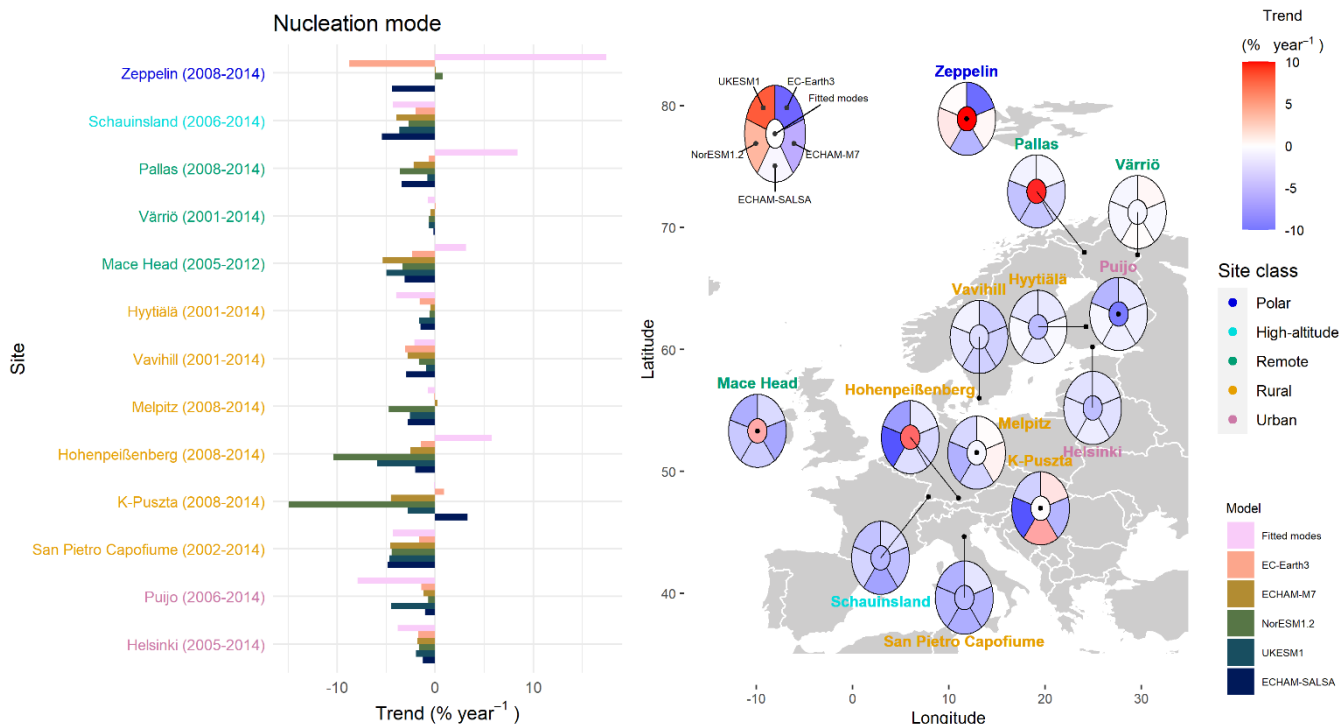 Nucleation mode
Site
Zeppelin (2008-2014)
Schauinsland (2006-2014)
Pallas (2008-2014)
Värriö (2001-2014)
Mace Head (2005-2012)
Hyytiälä (2001-2014)
Vavihill (2001-2014)
Melpitz (2008-2014)
Hohenpeißenberg (2008-2014)
K-Puszta (2008-2014)
San Pietro Capofiume (2002-2014)
Puijo (2006-2014)
Helsinki (2005-2014)
-10 0 10
Trend (% year⁻¹ )
Latitude
80
70
60
50
40
-10 0 10 20 30
Longitude
UKESM1
EC-Earth3
Fitted modes
NorESM1.2
ECHAM-M7
ECHAM-SALSA
Zeppelin
Pallas
Värriö
Puijo
Vavihill
Hyytiälä
Mace Head
Hohenpeißenberg
Melpitz
Helsinki
K-Puszta
Schauinsland
San Pietro Capofiume
Trend
(% year⁻¹ )
10
5
0
-5
-10
Site class
Polar
High-altitude
Remote
Rural
Urban
Model
Fitted modes
EC-Earth3
ECHAM-M7
NorESM1.2
UKESM1
ECHAM-SALSA